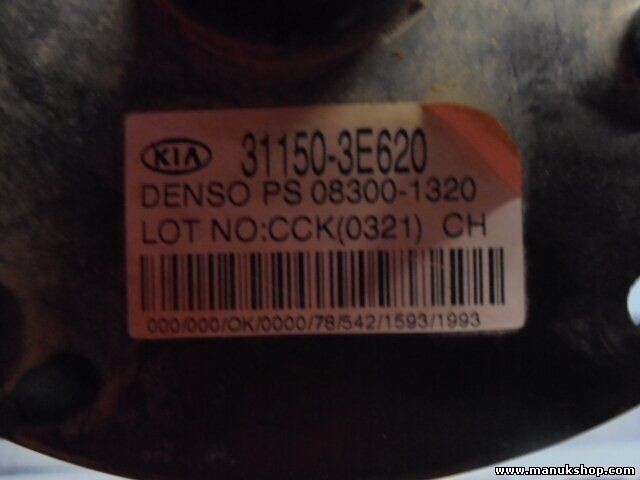 KIA 31150-3E620
DENSO PS 08300-1320
LOT NO:CCK(0321) CH
000/000/OK/0000/78/542/1593/1993
www.manukshop.com